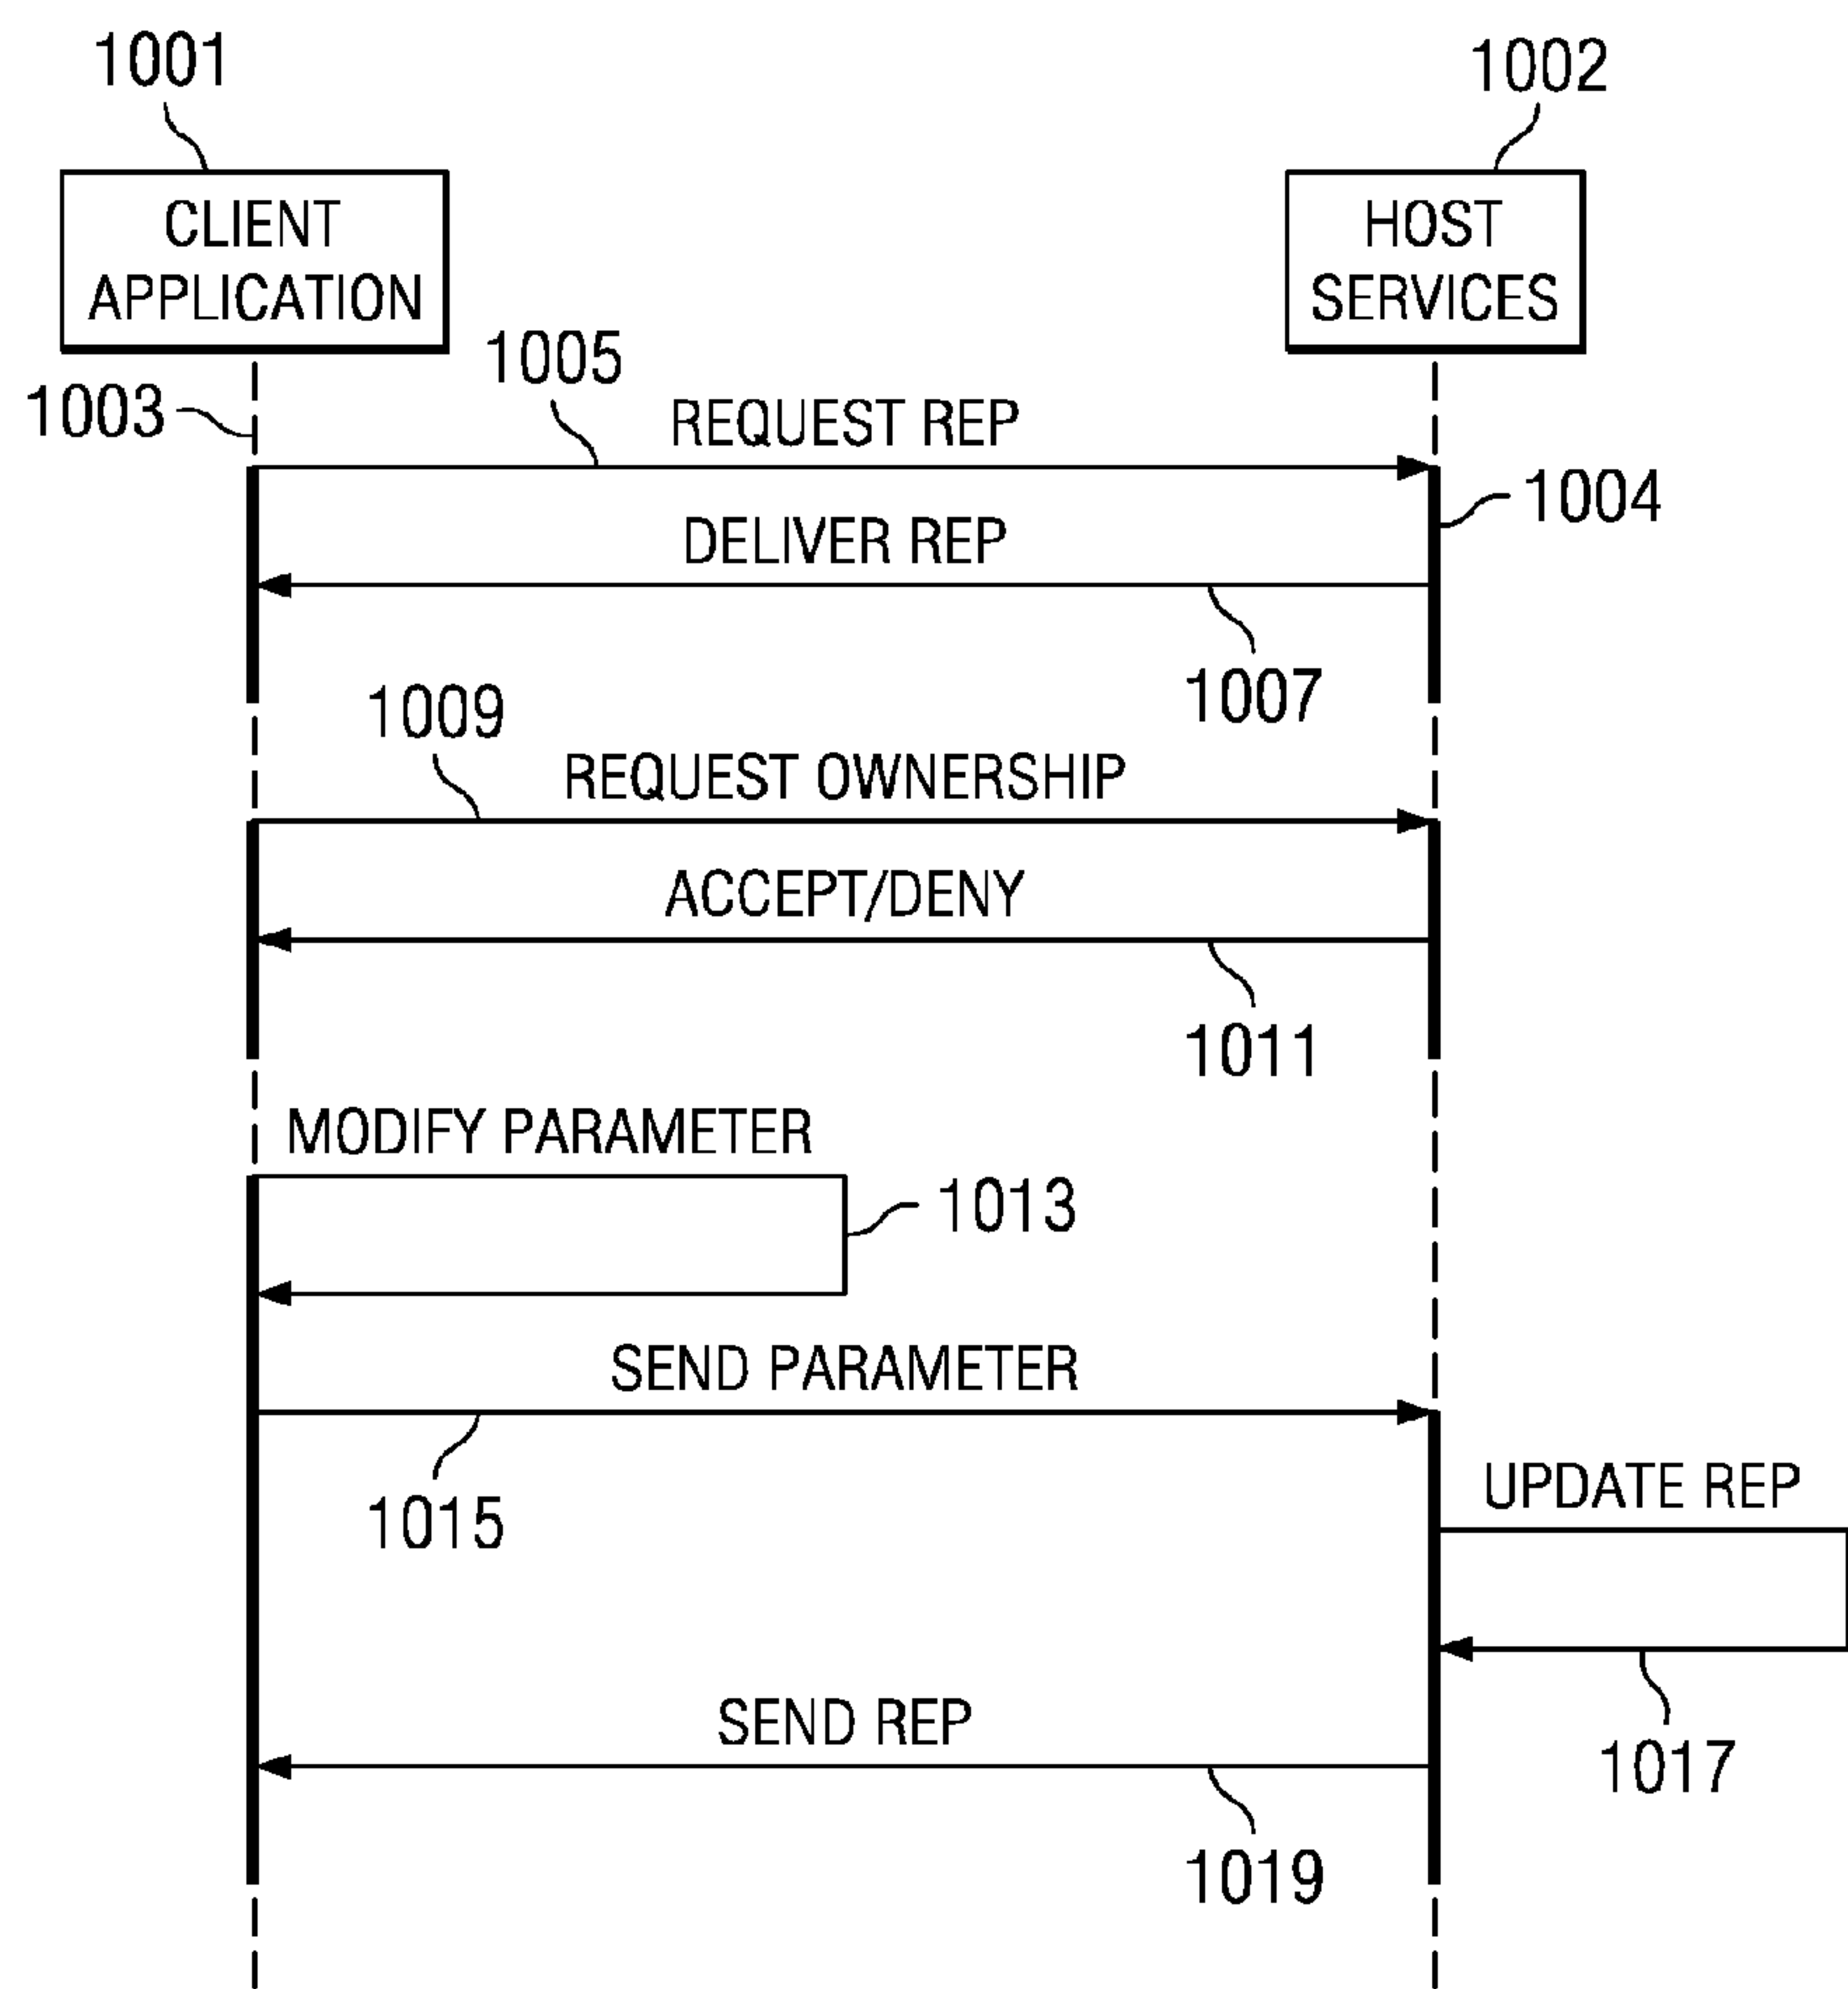 1001
1002
CLIENT
APPLICATION
HOST
SERVICES
1003
1005
REQUEST REP
1004
DELIVER REP
1007
1009
REQUEST OWNERSHIP
ACCEPT/DENY
1011
MODIFY PARAMETER
1013
SEND PARAMETER
1015
UPDATE REP
1017
SEND REP
1019